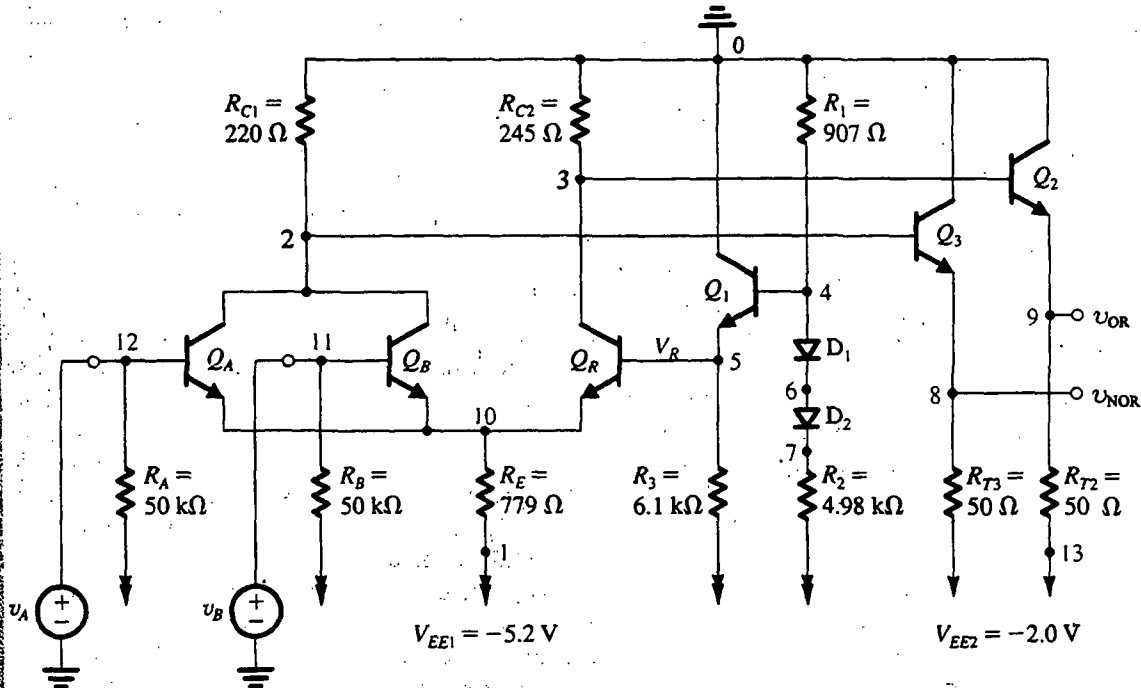 0
R_C1 =
220 Ω
R_C2 =
245 Ω
R_1 =
907 Ω
3
Q_2
2
Q_3
Q_1
4
12
11
Q_A
Q_B
Q_R
V_R
5
D_1
9
v_OR
6
8
v_NOR
10
D_2
7
R_A =
50 kΩ
R_B =
50 kΩ
R_E =
779 Ω
R_3 =
6.1 kΩ
R_2 =
4.98 kΩ
R_T3 =
50 Ω
R_T2 =
50 Ω
1
13
v_A
+
−
v_B
+
−
V_EE1 = −5.2 V
V_EE2 = −2.0 V